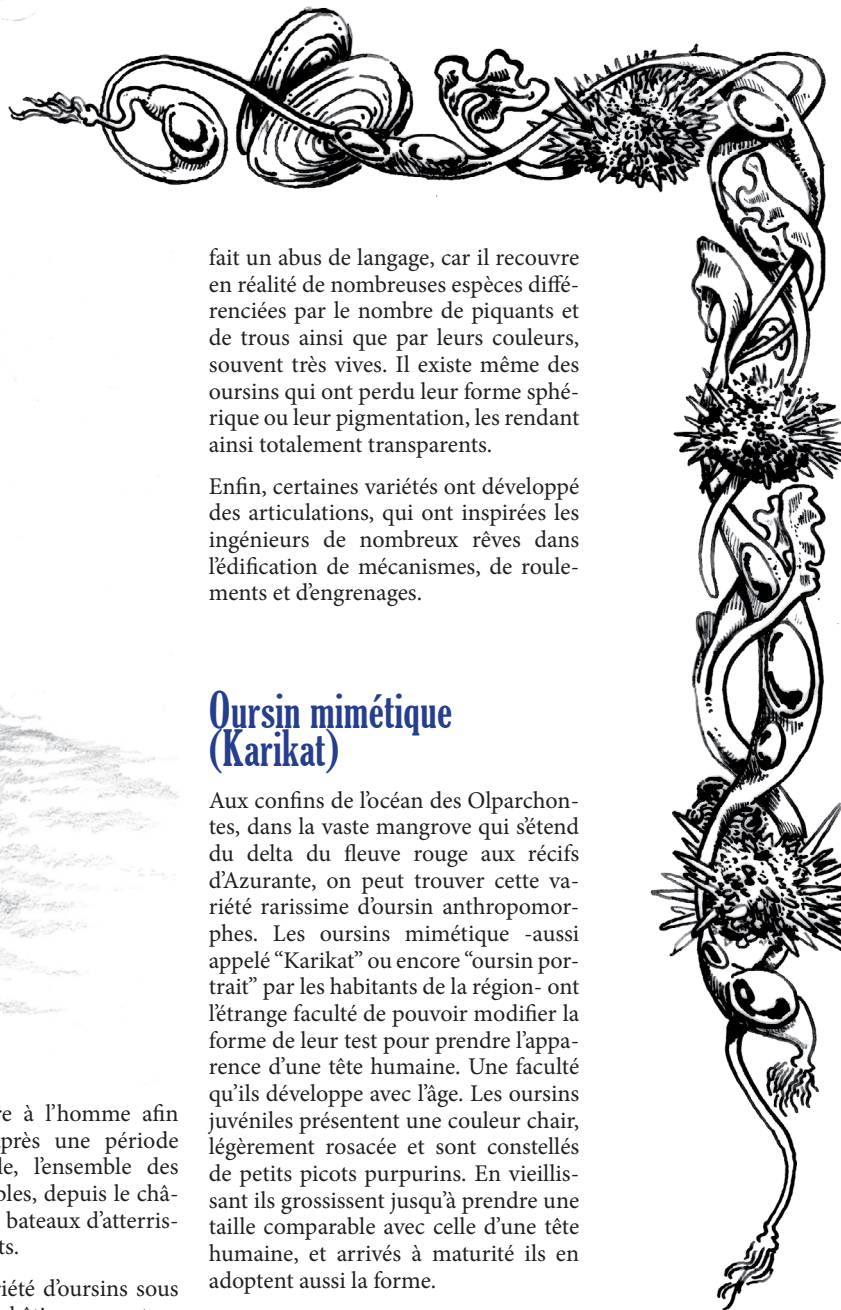 fait un abus de langage, car il recouvre
en réalité de nombreuses espèces diffé-
renciées par le nombre de piquants et
de trous ainsi que par leurs couleurs,
souvent très vives. Il existe même des
oursins qui ont perdu leur forme sphé-
rique ou leur pigmentation, les rendant
ainsi totalement transparents.
Enfin, certaines variétés ont développé
des articulations, qui ont inspirées les
ingénieurs de nombreux rêves dans
l'édification de mécanismes, de roule-
ments et d'engrenages.
Oursin mimétique
(Karikat)
Aux confins de l'océan des Olparchon-
tes, dans la vaste mangrove qui s'étend
du delta du fleuve rouge aux récifs
d'Azurante, on peut trouver cette va-
riété rarissime d'oursin anthropomor-
phes. Les oursins mimétique -aussi
appelé “Karikat” ou encore “oursin por-
trait” par les habitants de la région- ont
l'étrange faculté de pouvoir modifier la
forme de leur test pour prendre l'appa-
rence d'une tête humaine. Une faculté
qu'ils développe avec l'âge. Les oursins
juvéniles présentent une couleur chair,
légèrement rosacée et sont constellés
de petits picots purpurins. En vieillis-
sant ils grossissent jusqu'à prendre une
taille comparable avec celle d'une tête
humaine, et arrivés à maturité ils en
adoptent aussi la forme.
à l'homme afin
après une période
l'ensemble des
depuis le châ-
bateaux d'atterris-
d'oursins sous